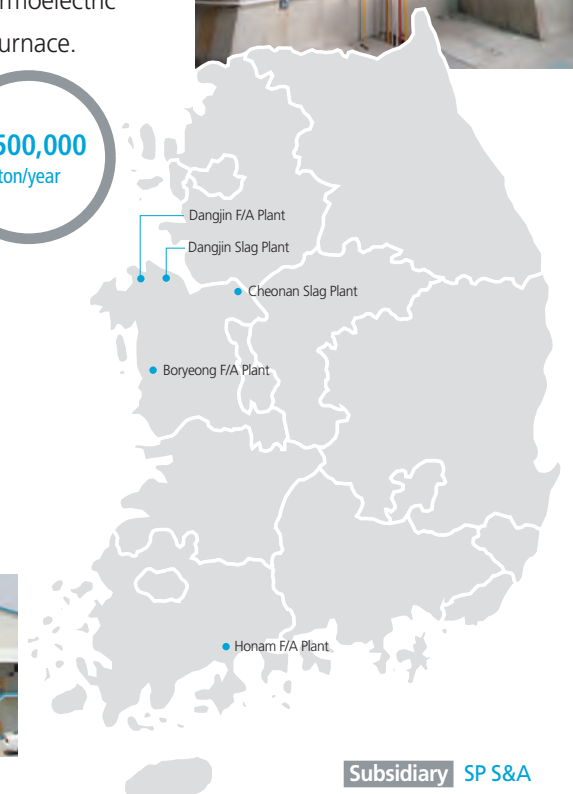 urnace.
500,000
ton/year
Dangjin F/A Plant
Dangjin Slag Plant
Cheonan Slag Plant
Boryeong F/A Plant
Honam F/A Plant
Subsidiary SP S&A